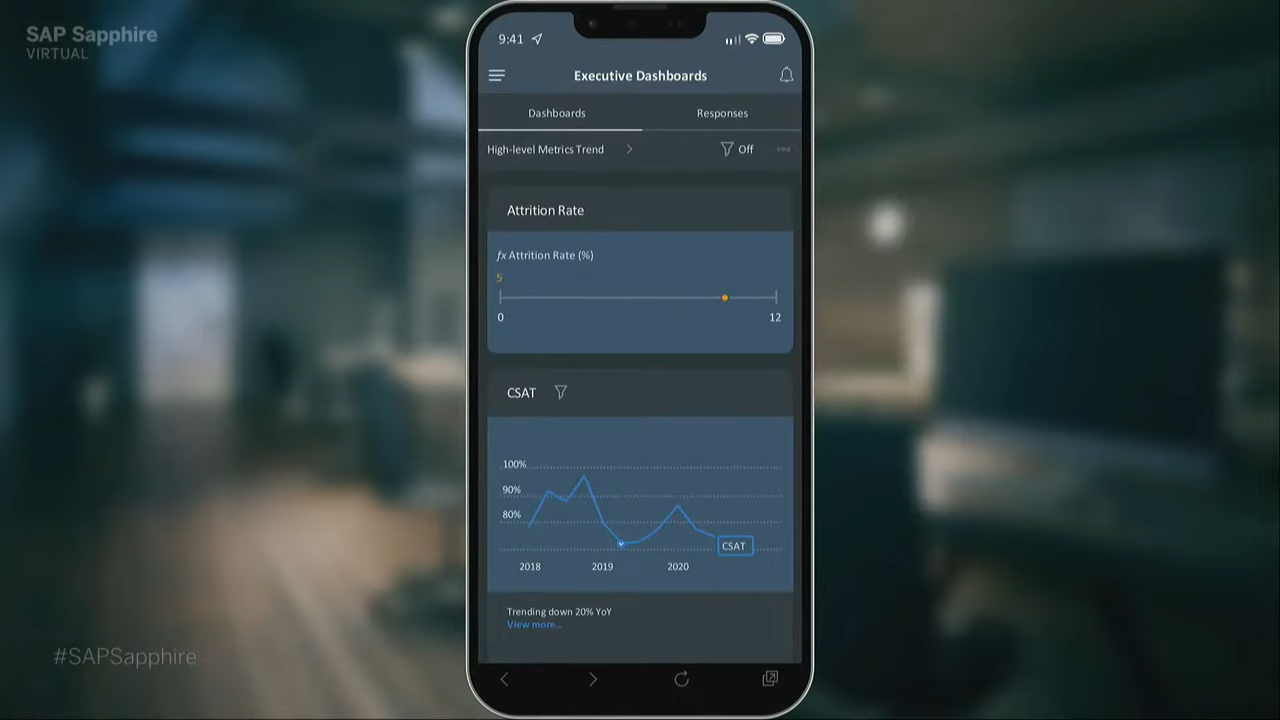 SAP Sapphire
VIRTUAL
9:41
Executive Dashboards
Dashboards
Responses
High-level Metrics Trend
Off
Attrition Rate
fx Attrition Rate (%)
5
0
12
CSAT
100%
90%
80%
CSAT
2018
2019
2020
Trending down 20% YoY
View more...
#SAPSapphire